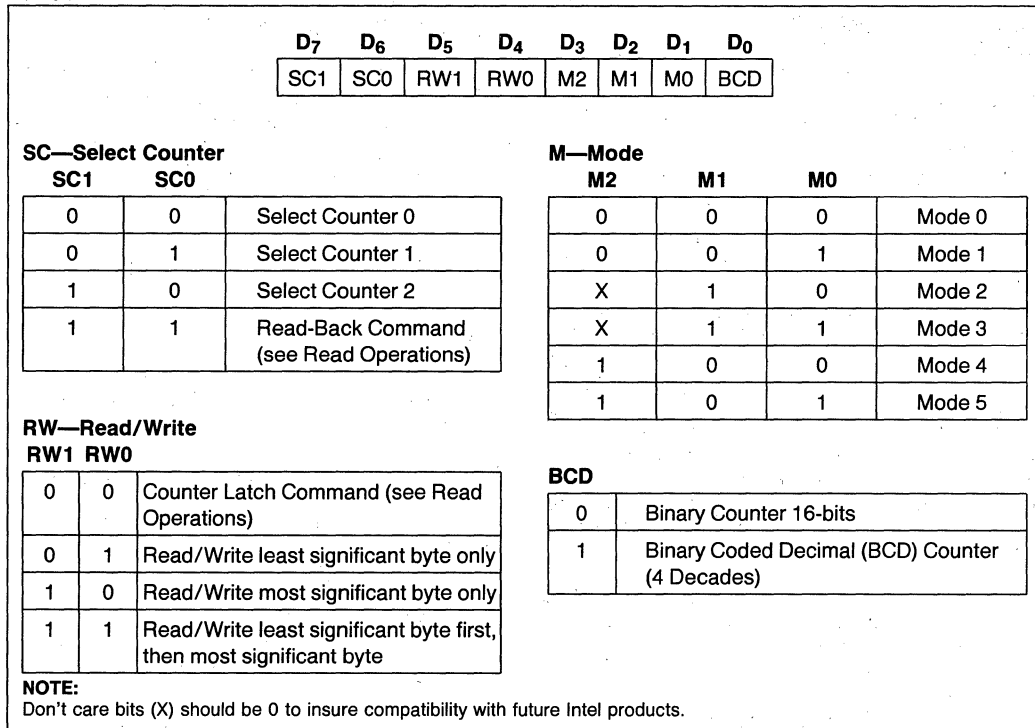 D7 D6 D5 D4 D3 D2 D1 D0
SC1 SC0 RW1 RW0 M2 M1 M0 BCD
SC—Select Counter
SC1 SC0
0 0 Select Counter 0
0 1 Select Counter 1
1 0 Select Counter 2
1 1 Read-Back Command
(see Read Operations)
RW—Read/Write
RW1 RW0
0 0 Counter Latch Command (see Read
Operations)
0 1 Read/Write least significant byte only
1 0 Read/Write most significant byte only
1 1 Read/Write least significant byte first,
then most significant byte
M—Mode
M2 M1 M0
0 0 0 Mode 0
0 0 1 Mode 1
X 1 0 Mode 2
X 1 1 Mode 3
1 0 0 Mode 4
1 0 1 Mode 5
BCD
0 Binary Counter 16-bits
1 Binary Coded Decimal (BCD) Counter
(4 Decades)
NOTE:
Don't care bits (X) should be 0 to insure compatibility with future Intel products.